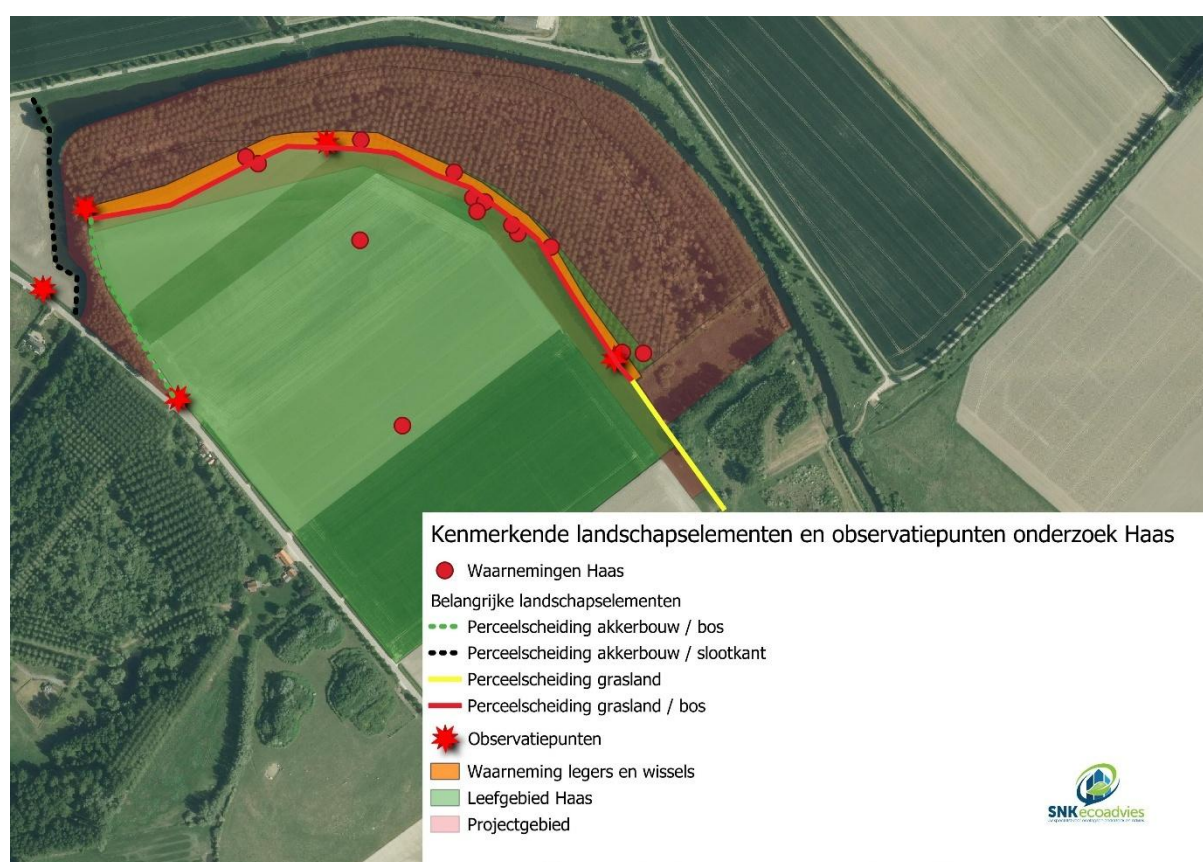 Kenmerkende landschapselementen en observatiepunten onderzoek Haas
Waarnemingen Haas
Belangrijke landschapselementen
Perceelscheiding akkerbouw / bos
Perceelscheiding akkerbouw / slootkant
Perceelscheiding grasland
Perceelscheiding grasland / bos
Observatiepunten
Waarneming legers en wissels
Leefgebied Haas
Projectgebied
SNKecoadvies